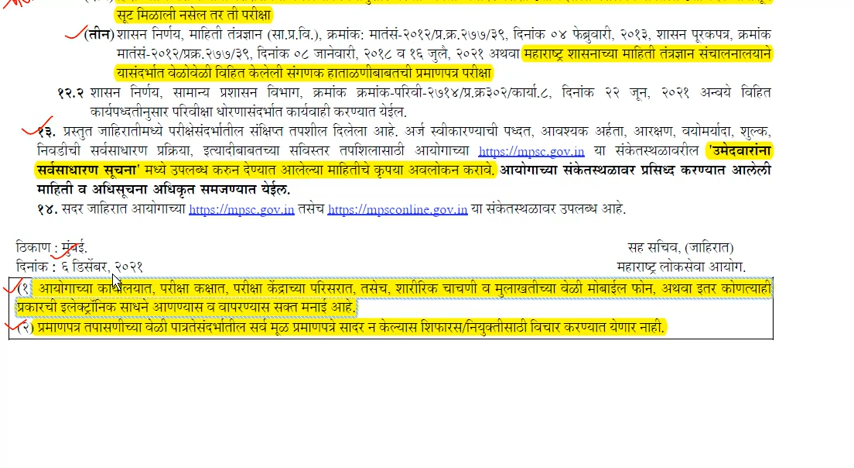 सूट मिळाली नसेल तर ती परीक्षा
(तीन) शासन निर्णय, माहिती तंत्रज्ञान (सा.प्र.वि.), क्रमांक: मातंसं-२०१२/प्र.क्र.२७७/३९, दिनांक ०४ फेब्रुवारी, २०१३, शासन पूरकपत्र, क्रमांक
मातंसं-२०१२/प्रक्र.२७७/३९, दिनांक ०८ जानेवारी, २०१८ व १६ जुलै, २०२१ अथवा महाराष्ट्र शासनाच्या माहिती तंत्रज्ञान संचालनालयाने
यासंदर्भात वेळोवेळी विहित केलेली संगणक हाताळणीबाबतची प्रमाणपत्र परीक्षा
१२.२ शासन निर्णय, सामान्य प्रशासन विभाग, क्रमांक क्रमांक-परिवी-२७१४/प्र.क्र३०२/कार्या.८, दिनांक २२ जून, २०२१ अन्वये विहित
कार्यपध्दतीनुसार परिवीक्षा धोरणासंदर्भात कार्यवाही करण्यात येईल.
१३. प्रस्तुत जाहिरातीमध्ये परीक्षेसंदर्भातील संक्षिप्त तपशील दिलेला आहे. अर्ज स्वीकारण्याची पध्दत, आवश्यक अर्हता, आरक्षण, वयोमर्यादा, शुल्क,
निवडीची सर्वसाधारण प्रक्रिया, इत्यादीबाबतच्या सविस्तर तपशिलासाठी आयोगाच्या https://mpsc.gov.in या संकेतस्थळावरील 'उमेदवारांना
सर्वसाधारण सूचना' मध्ये उपलब्ध करुन देण्यात आलेल्या माहितीचे कृपया अवलोकन करावे. आयोगाच्या संकेतस्थळावर प्रसिध्द करण्यात आलेली
माहिती व अधिसूचना अधिकृत समजण्यात येईल.
१४. सदर जाहिरात आयोगाच्या https://mpsc.gov.in तसेच https://mpsconline.gov.in या संकेतस्थळावर उपलब्ध आहे.
ठिकाण : मुंबई. सह सचिव, (जाहिरात)
दिनांक : ६ डिसेंबर, २०२१ महाराष्ट्र लोकसेवा आयोग.
(१) आयोगाच्या कार्यालयात, परीक्षा कक्षात, परीक्षा केंद्राच्या परिसरात, तसेच, शारीरिक चाचणी व मुलाखतीच्या वेळी मोबाईल फोन, अथवा इतर कोणत्याही
प्रकारची इलेक्ट्रॉनिक साधने आणण्यास व वापरण्यास सक्त मनाई आहे.
(२) प्रमाणपत्र तपासणीच्या वेळी पात्रतेसंदर्भातील सर्व मूळ प्रमाणपत्रे सादर न केल्यास शिफारस/नियुक्तीसाठी विचार करण्यात येणार नाही.